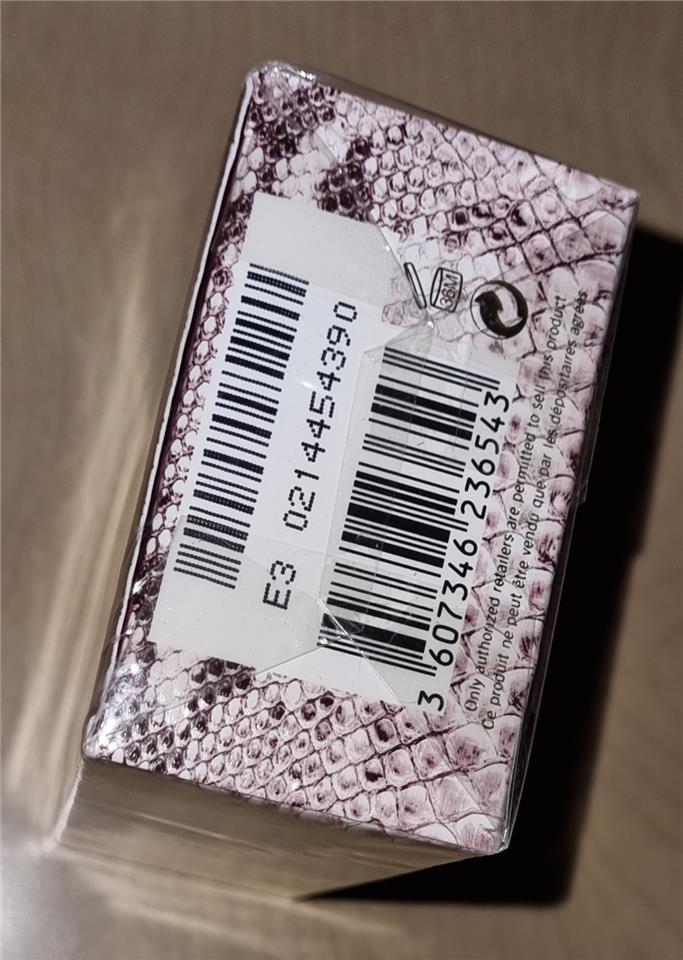 E3 0214454390
36M
3 607346 236543
Only authorized retailers are permitted to sell this product
Ce produit ne peut être vendu que par les dépositaires agréés